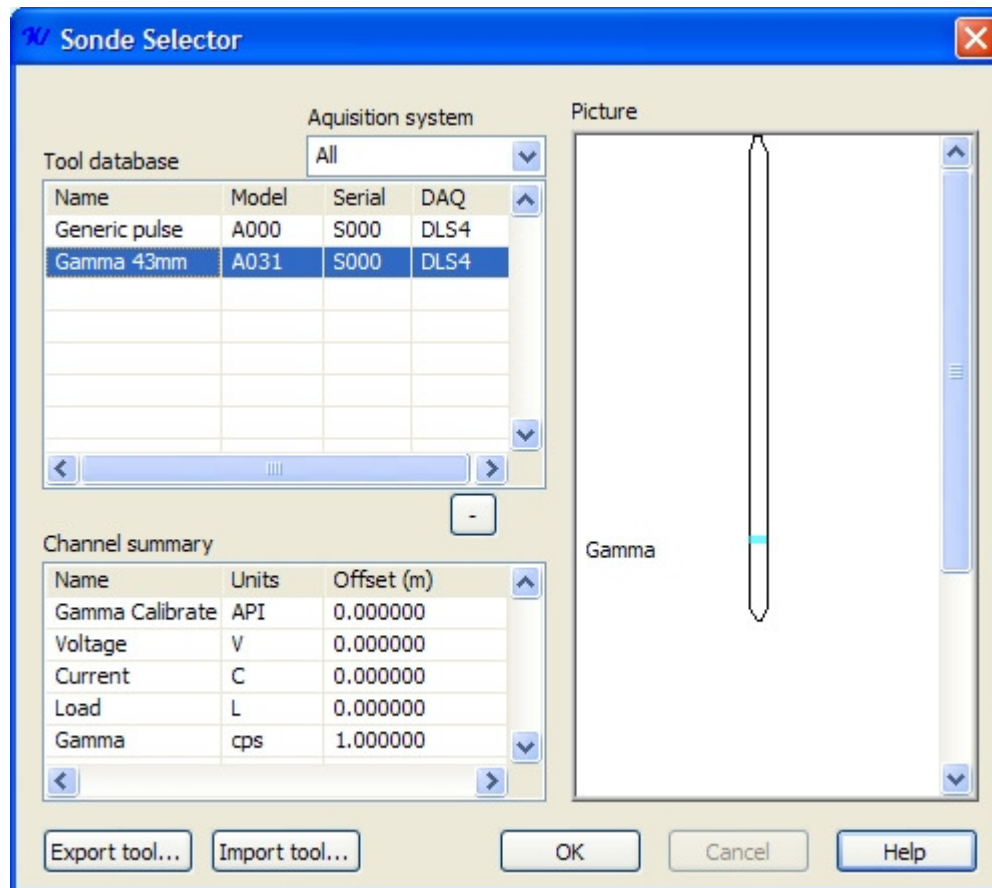 Sonde Selector
Aquisition system
All
Tool database
Name Model Serial DAQ
Generic pulse A000 S000 DLS4
Gamma 43mm A031 S000 DLS4
-
Channel summary
Name Units Offset (m)
Gamma Calibrate API 0.000000
Voltage V 0.000000
Current C 0.000000
Load L 0.000000
Gamma cps 1.000000
Picture
Gamma
Export tool... Import tool... OK Cancel Help